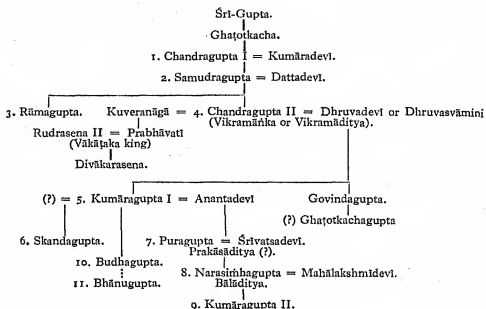 Śrī-Gupta.
Ghaṭotkacha.
1. Chandragupta I = Kumāradevī.
2. Samudragupta = Dattadevī.
3. Rāmagupta. Kuveranāgā = 4. Chandragupta II = Dhruvadevī or Dhruvasvāmini
(Vikramāṅka or Vikramāditya).
Rudrasena II = Prabhāvatī
(Vākāṭaka king)
Divākarasena.
(?) = 5. Kumāragupta I = Anantadevī Govindagupta.
(?) Ghaṭotkachagupta
6. Skandagupta. 7. Puragupta = Śrīvatsadevī.
Prakāsāditya (?).
10. Budhagupta.
8. Narasiṁhagupta = Mahālakshmīdevī.
11. Bhānugupta. Bālāditya.
9. Kumāragupta II.